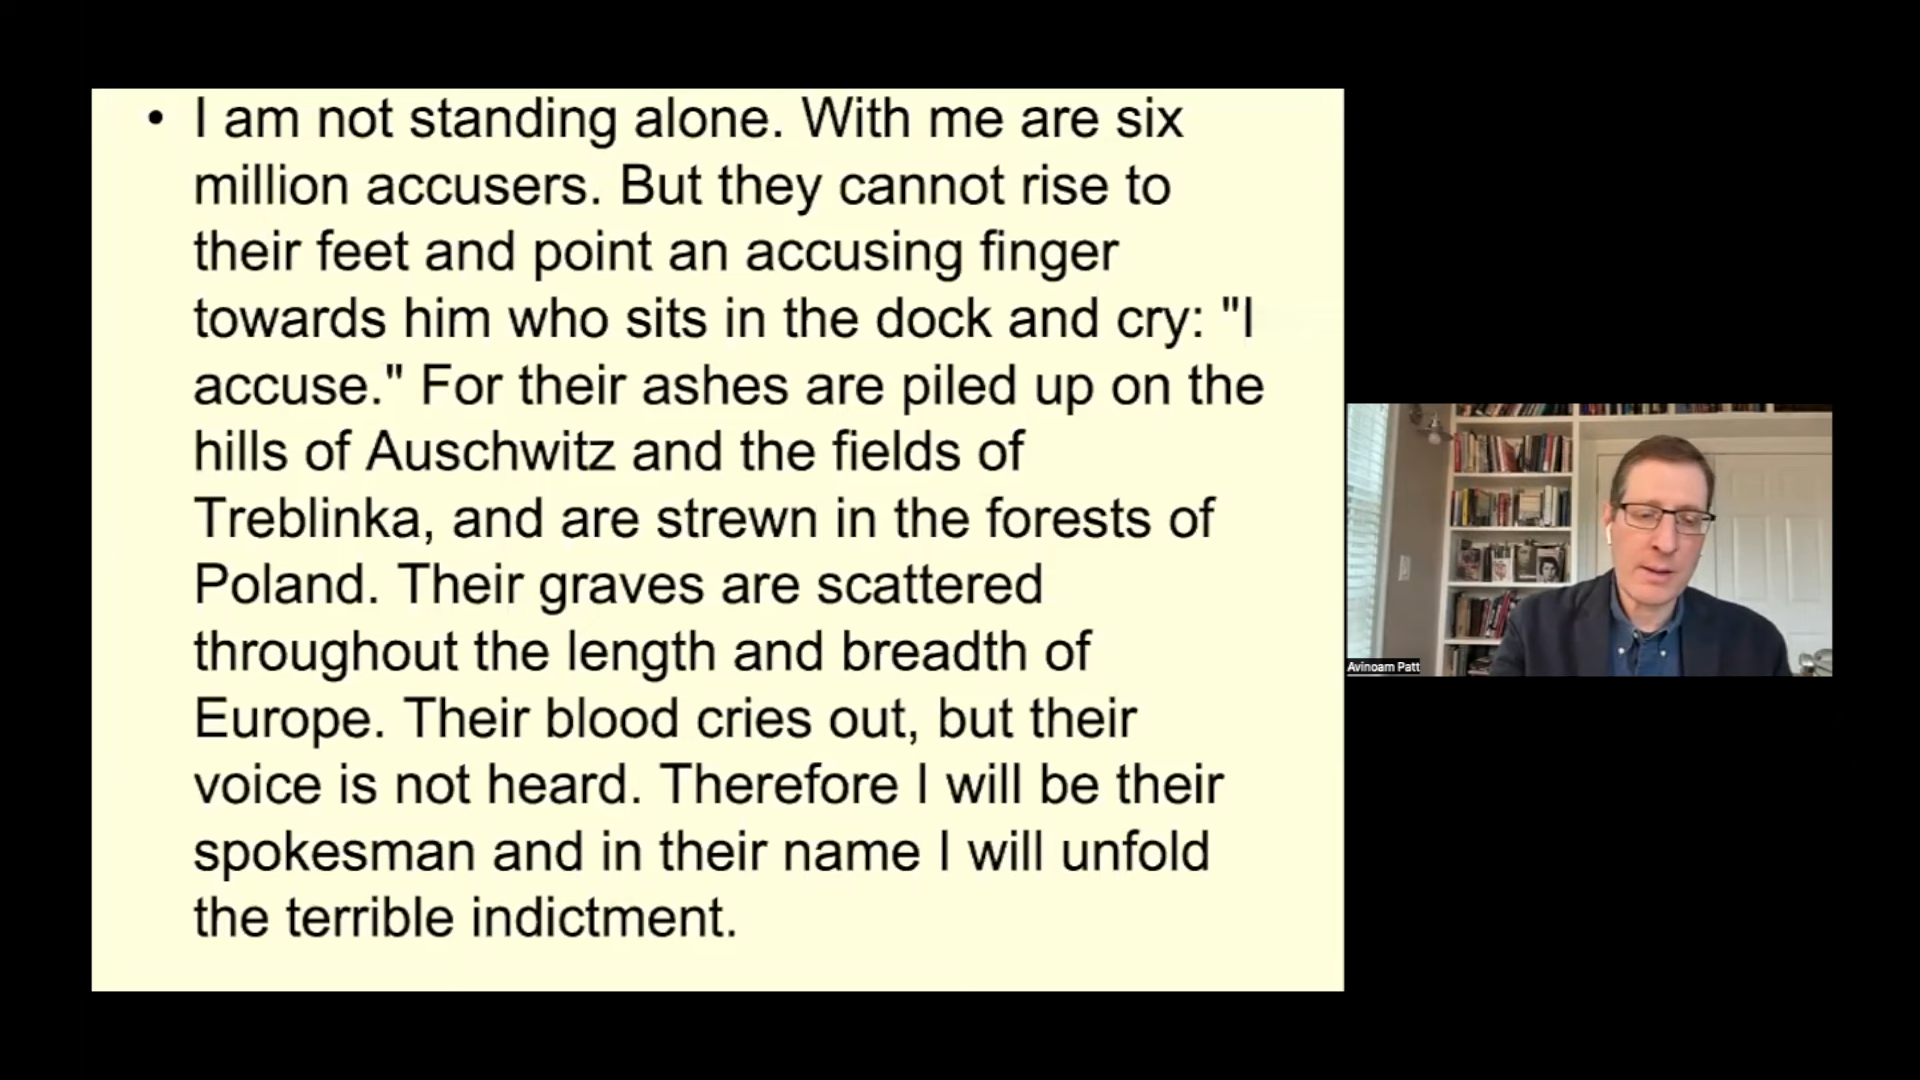 • I am not standing alone. With me are six
million accusers. But they cannot rise to
their feet and point an accusing finger
towards him who sits in the dock and cry: "I
accuse." For their ashes are piled up on the
hills of Auschwitz and the fields of
Treblinka, and are strewn in the forests of
Poland. Their graves are scattered
throughout the length and breadth of
Europe. Their blood cries out, but their
voice is not heard. Therefore I will be their
spokesman and in their name I will unfold
the terrible indictment.
Avinoam Patt